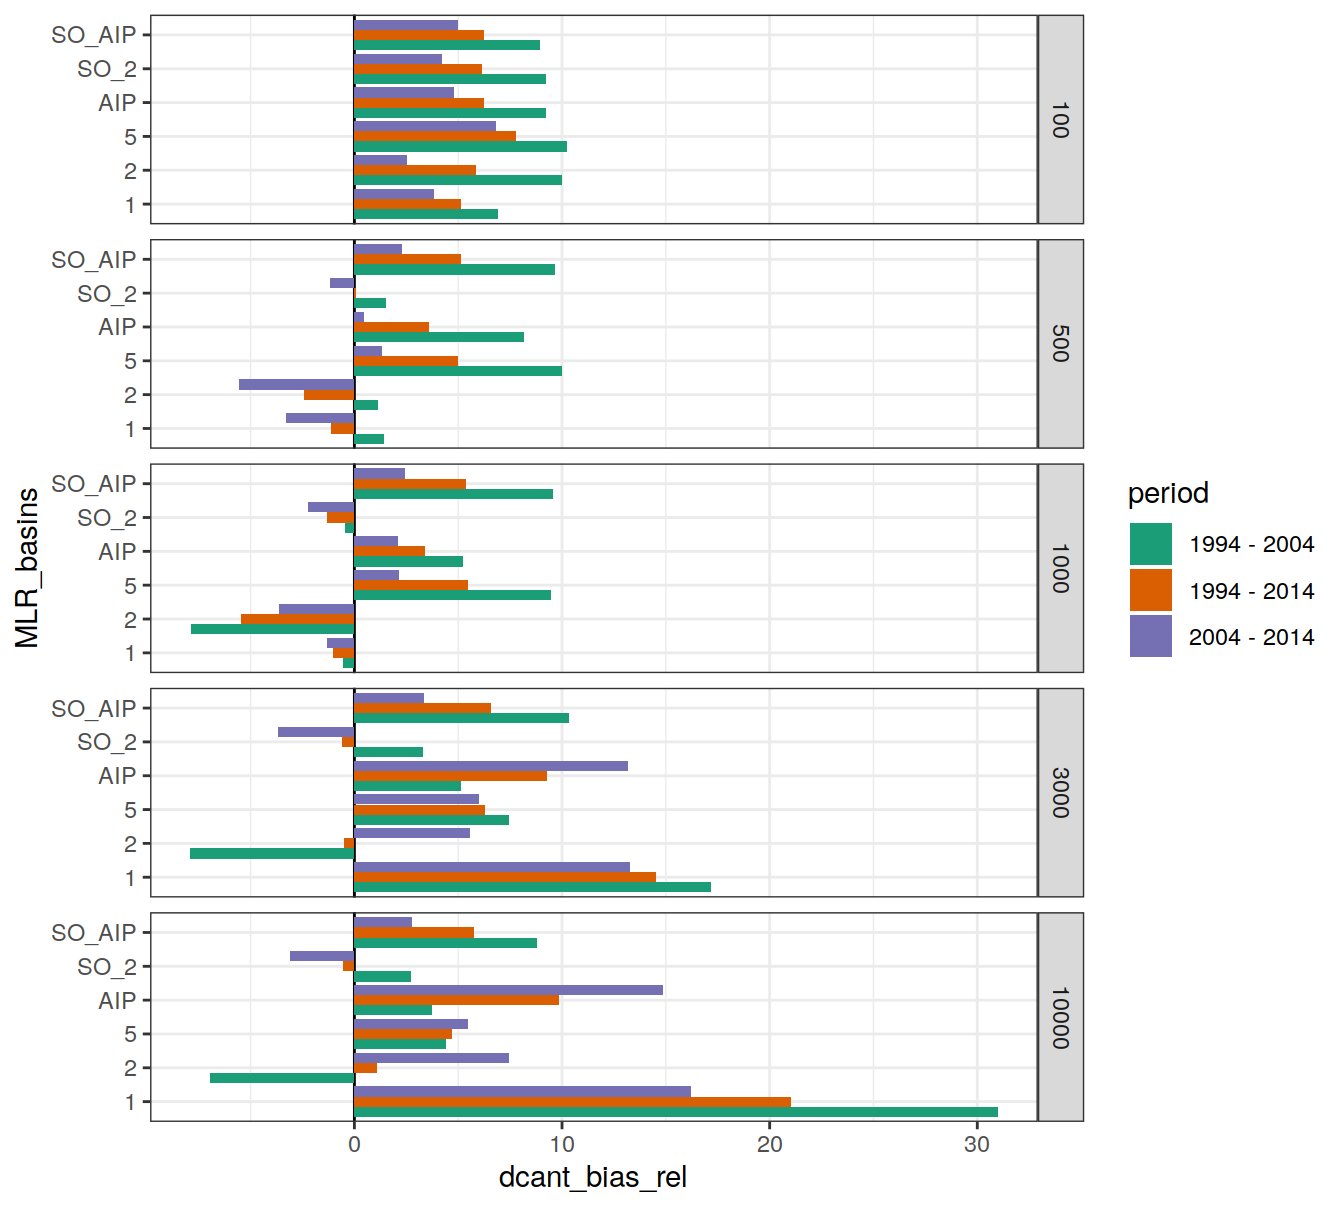 SO_AIP
SO_2
AIP
5
2
1
100
SO_AIP
SO_2
AIP
5
2
1
500
SO_AIP
SO_2
AIP
5
2
1
1000
SO_AIP
SO_2
AIP
5
2
1
3000
SO_AIP
SO_2
AIP
5
2
1
10000
0 10 20 30
dcant_bias_rel
MLR_basins
period
1994 - 2004
1994 - 2014
2004 - 2014